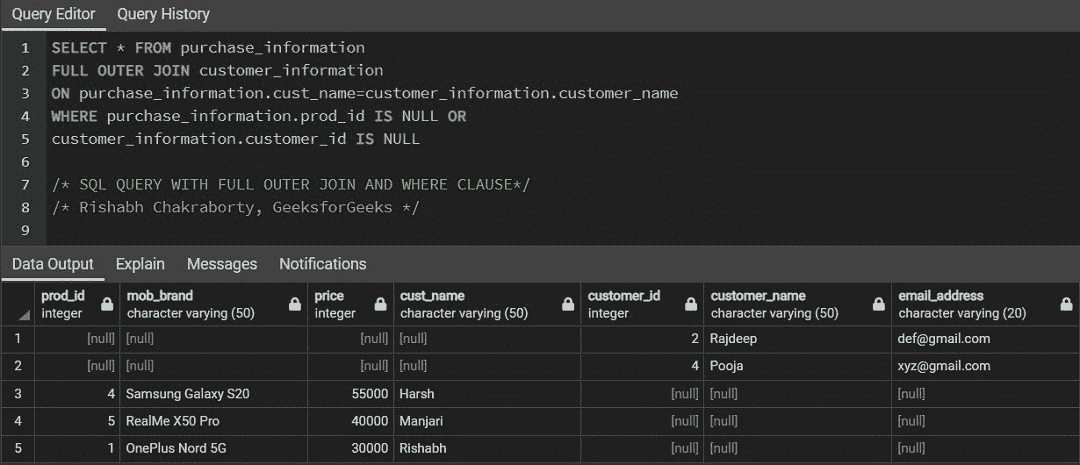 Query Editor Query History
1 SELECT * FROM purchase_information
2 FULL OUTER JOIN customer_information
3 ON purchase_information.cust_name=customer_information.customer_name
4 WHERE purchase_information.prod_id IS NULL OR
5 customer_information.customer_id IS NULL
6
7 /* SQL QUERY WITH FULL OUTER JOIN AND WHERE CLAUSE*/
8 /* Rishabh Chakraborty, GeeksforGeeks */
9
Data Output Explain Messages Notifications
prod_id mob_brand price cust_name customer_id customer_name email_address
integer character varying (50) integer character varying (50) integer character varying (50) character varying (20)
1 [null] [null] [null] [null] 2 Rajdeep def@gmail.com
2 [null] [null] [null] [null] 4 Pooja xyz@gmail.com
3 4 Samsung Galaxy S20 55000 Harsh [null] [null] [null]
4 5 RealMe X50 Pro 40000 Manjari [null] [null] [null]
5 1 OnePlus Nord 5G 30000 Rishabh [null] [null] [null]